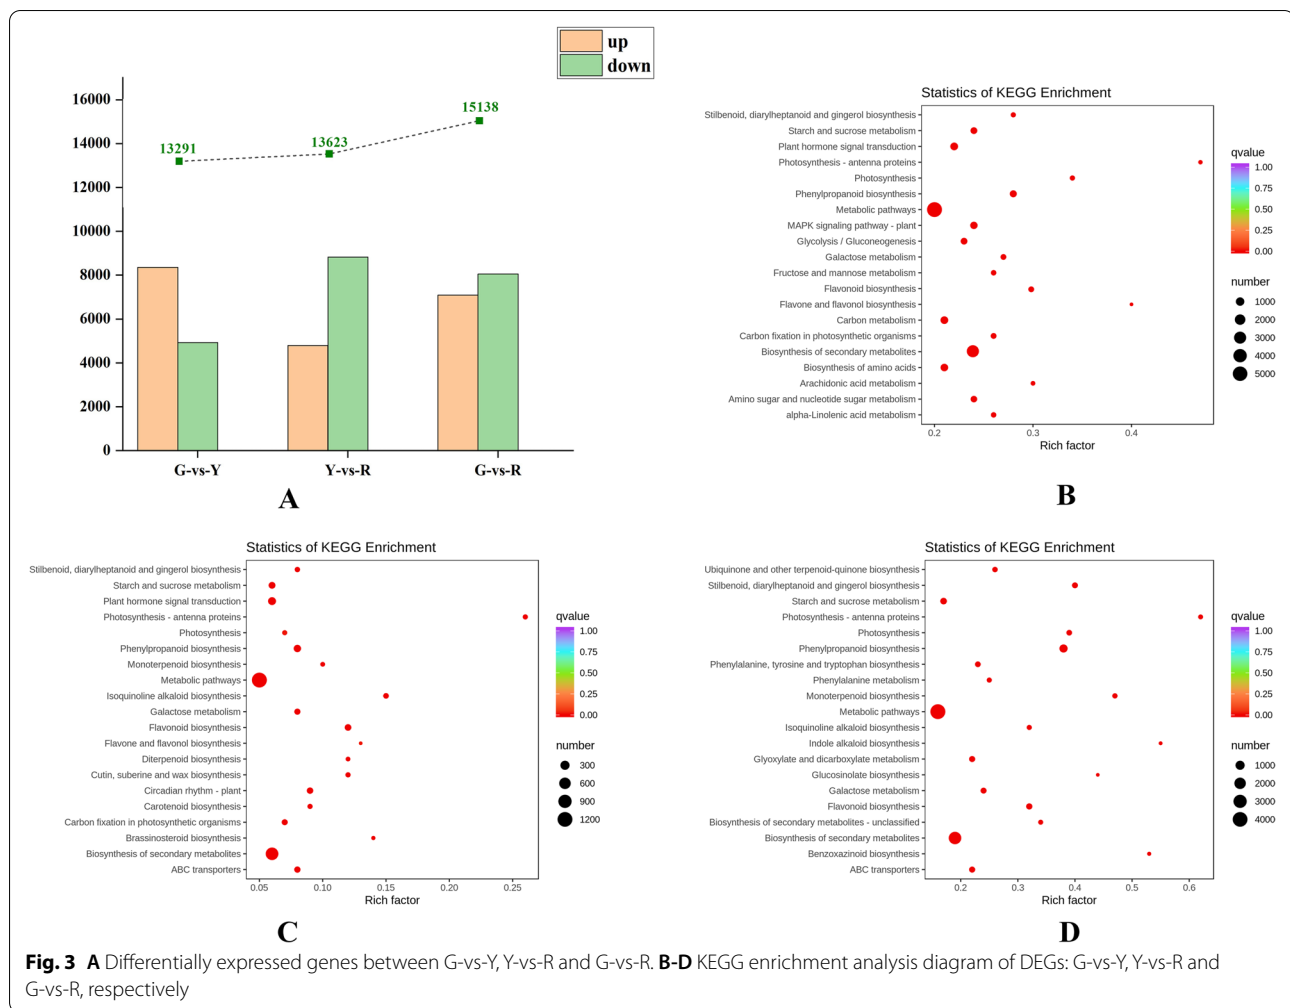 up
down
16000
14000
12000
10000
8000
6000
4000
2000
0
13291
13623
15138
G-vs-Y
Y-vs-R
G-vs-R
A
Statistics of KEGG Enrichment
Stilbenoid, diarylheptanoid and gingerol biosynthesis
Starch and sucrose metabolism
Plant hormone signal transduction
Photosynthesis - antenna proteins
Photosynthesis
Phenylpropanoid biosynthesis
Metabolic pathways
MAPK signaling pathway - plant
Glycolysis / Gluconeogenesis
Galactose metabolism
Fructose and mannose metabolism
Flavonoid biosynthesis
Flavone and flavonol biosynthesis
Carbon metabolism
Carbon fixation in photosynthetic organisms
Biosynthesis of secondary metabolites
Biosynthesis of amino acids
Arachidonic acid metabolism
Amino sugar and nucleotide sugar metabolism
alpha-Linolenic acid metabolism
0.2 0.3 0.4
Rich factor
qvalue
1.00
0.75
0.50
0.25
0.00
number
1000
2000
3000
4000
5000
B
Statistics of KEGG Enrichment
Stilbenoid, diarylheptanoid and gingerol biosynthesis
Starch and sucrose metabolism
Plant hormone signal transduction
Photosynthesis - antenna proteins
Photosynthesis
Phenylpropanoid biosynthesis
Monoterpenoid biosynthesis
Metabolic pathways
Isoquinoline alkaloid biosynthesis
Galactose metabolism
Flavonoid biosynthesis
Flavone and flavonol biosynthesis
Diterpenoid biosynthesis
Cutin, suberine and wax biosynthesis
Circadian rhythm - plant
Carotenoid biosynthesis
Carbon fixation in photosynthetic organisms
Brassinosteroid biosynthesis
Biosynthesis of secondary metabolites
ABC transporters
0.05 0.10 0.15 0.20 0.25
Rich factor
qvalue
1.00
0.75
0.50
0.25
0.00
number
300
600
900
1200
C
Statistics of KEGG Enrichment
Ubiquinone and other terpenoid-quinone biosynthesis
Stilbenoid, diarylheptanoid and gingerol biosynthesis
Starch and sucrose metabolism
Photosynthesis - antenna proteins
Photosynthesis
Phenylpropanoid biosynthesis
Phenylalanine, tyrosine and tryptophan biosynthesis
Phenylalanine metabolism
Monoterpenoid biosynthesis
Metabolic pathways
Isoquinoline alkaloid biosynthesis
Indole alkaloid biosynthesis
Glyoxylate and dicarboxylate metabolism
Glucosinolate biosynthesis
Galactose metabolism
Flavonoid biosynthesis
Biosynthesis of secondary metabolites - unclassified
Biosynthesis of secondary metabolites
Benzoxazinoid biosynthesis
ABC transporters
0.2 0.3 0.4 0.5 0.6
Rich factor
qvalue
1.00
0.75
0.50
0.25
0.00
number
1000
2000
3000
4000
D
Fig. 3 A Differentially expressed genes between G-vs-Y, Y-vs-R and G-vs-R. B-D KEGG enrichment analysis diagram of DEGs: G-vs-Y, Y-vs-R and
G-vs-R, respectively